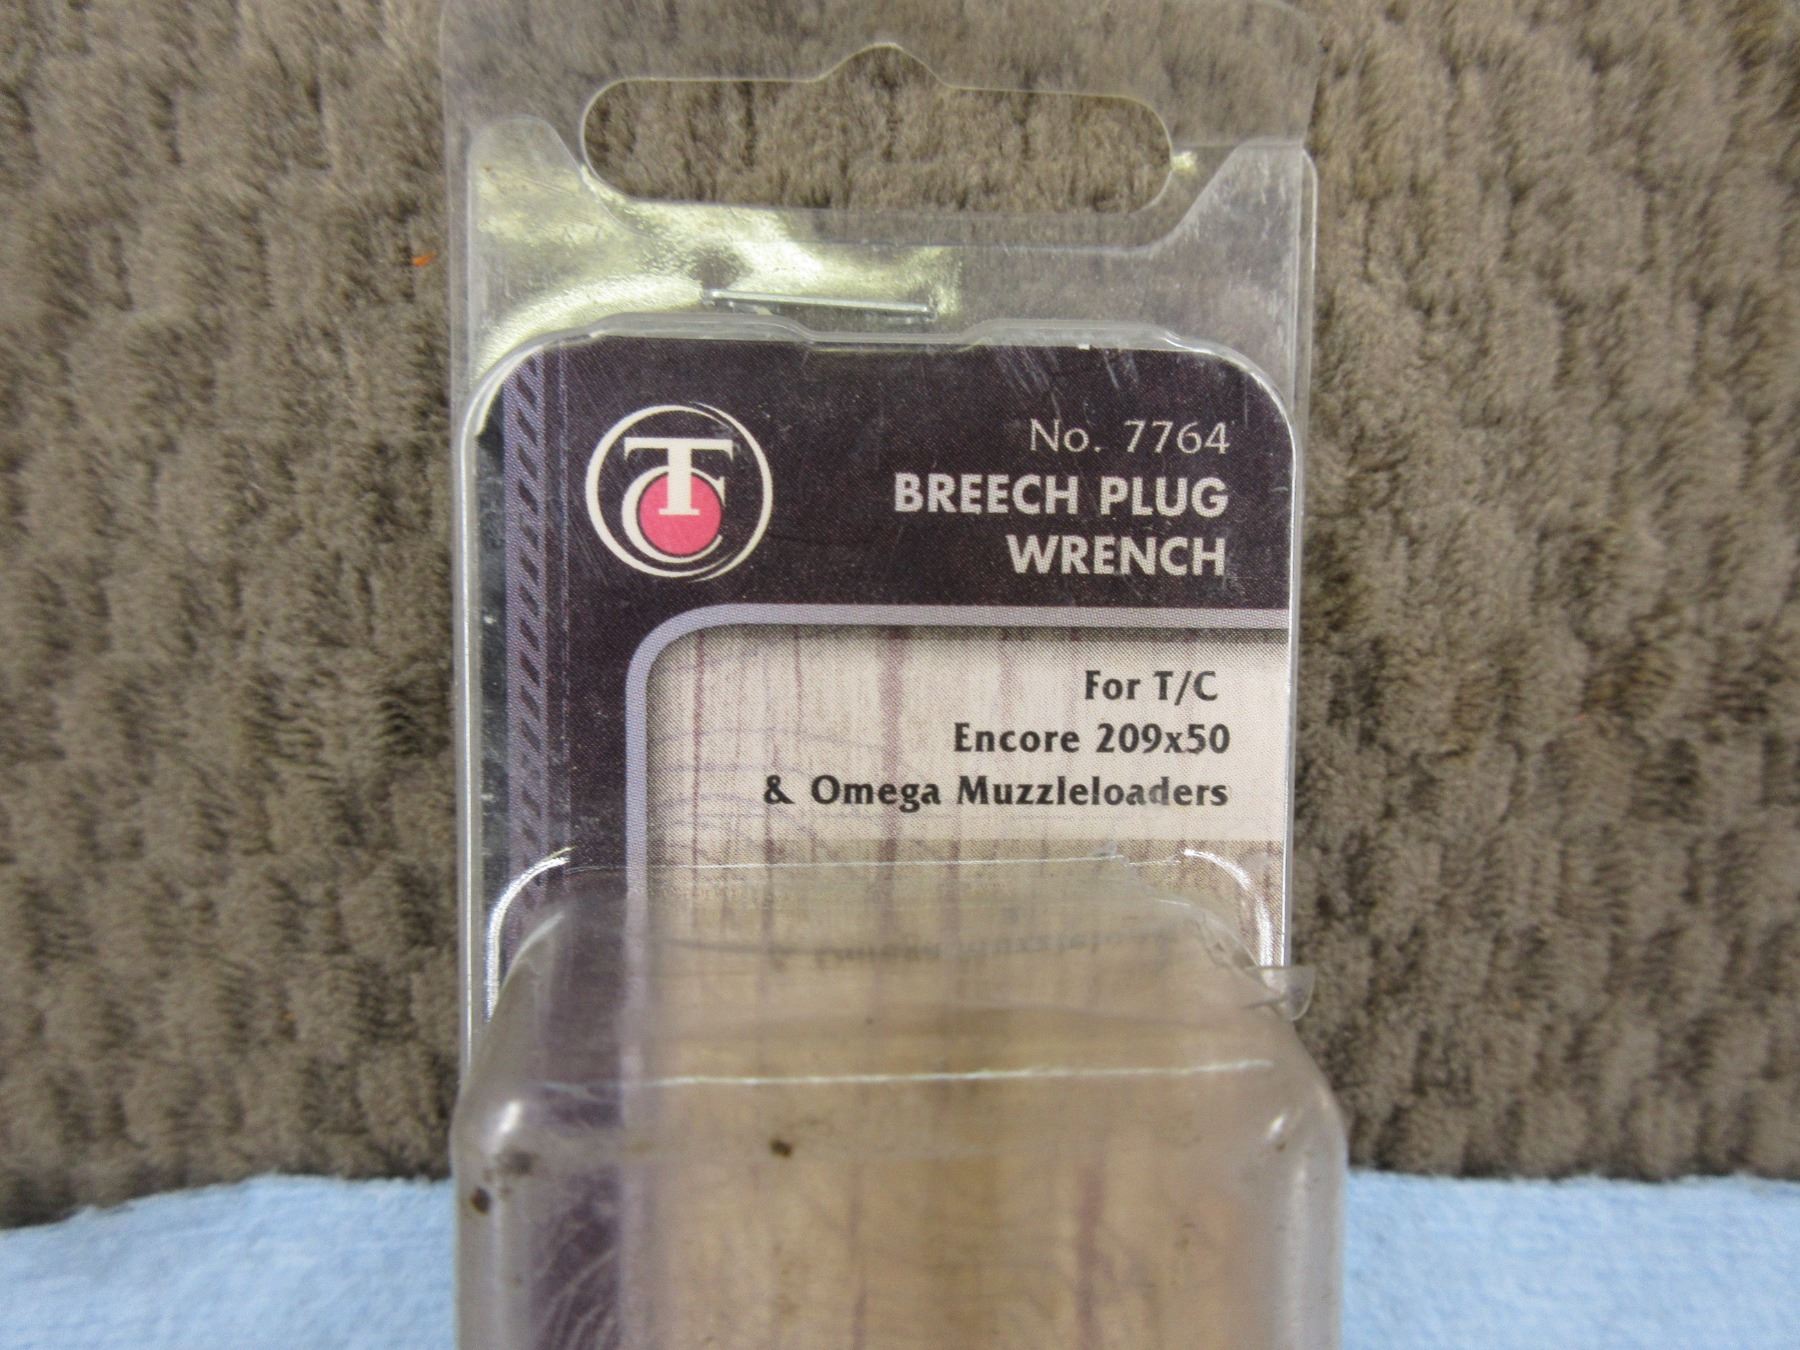 TC
No. 7764
BREECH PLUG
WRENCH
For T/C
Encore 209x50
& Omega Muzzleloaders